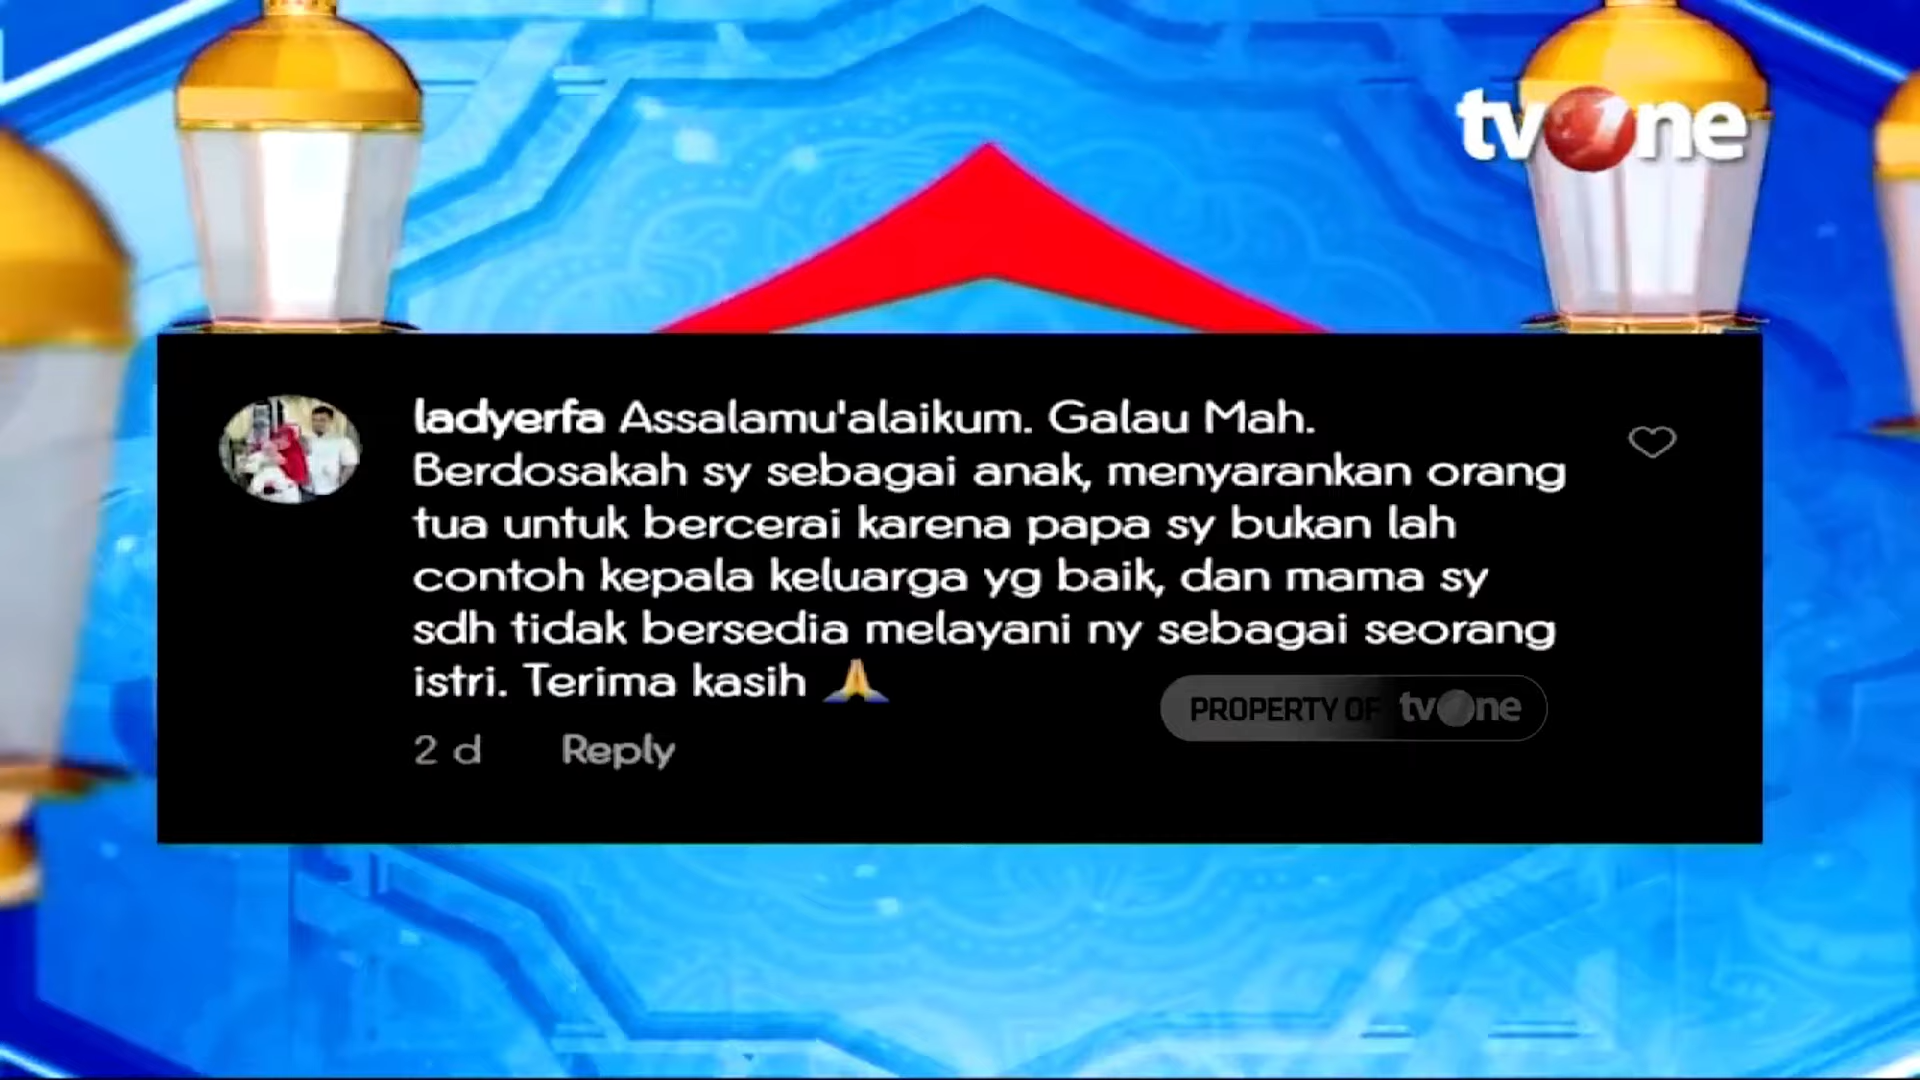 tvOne
ladyerfa Assalamu'alaikum. Galau Mah.
Berdosakah sy sebagai anak, menyarankan orang
tua untuk bercerai karena papa sy bukan lah
contoh kepala keluarga yg baik, dan mama sy
sdh tidak bersedia melayani ny sebagai seorang
istri. Terima kasih 🙏
PROPERTY OF tvOne
2 d Reply